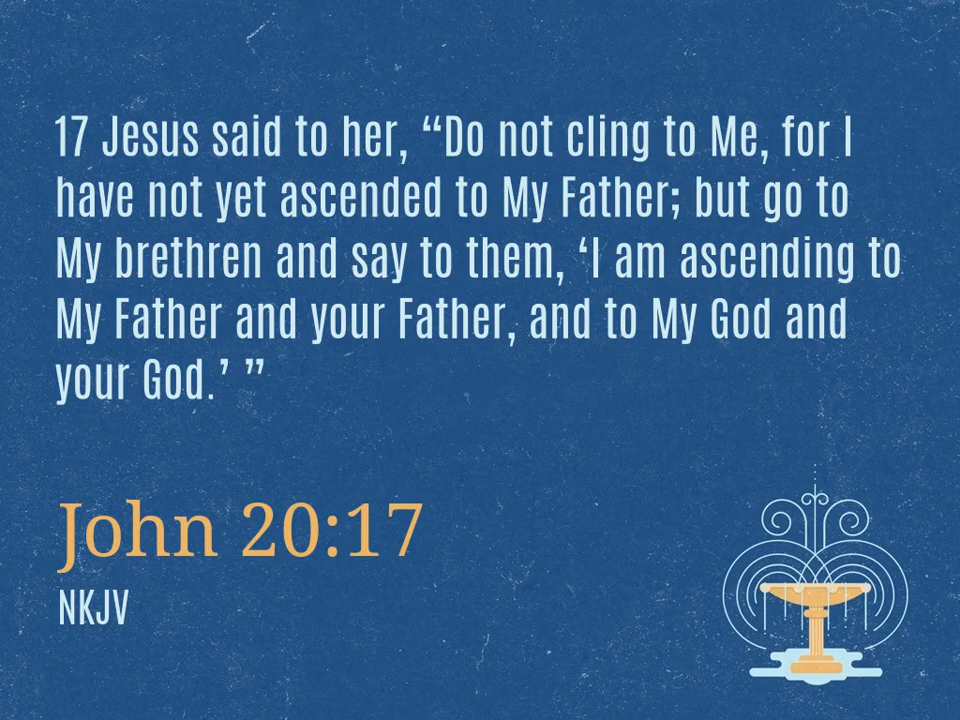 17 Jesus said to her, “Do not cling to Me, for I
have not yet ascended to My Father; but go to
My brethren and say to them, ‘I am ascending to
My Father and your Father, and to My God and
your God.’ ”
John 20:17
NKJV